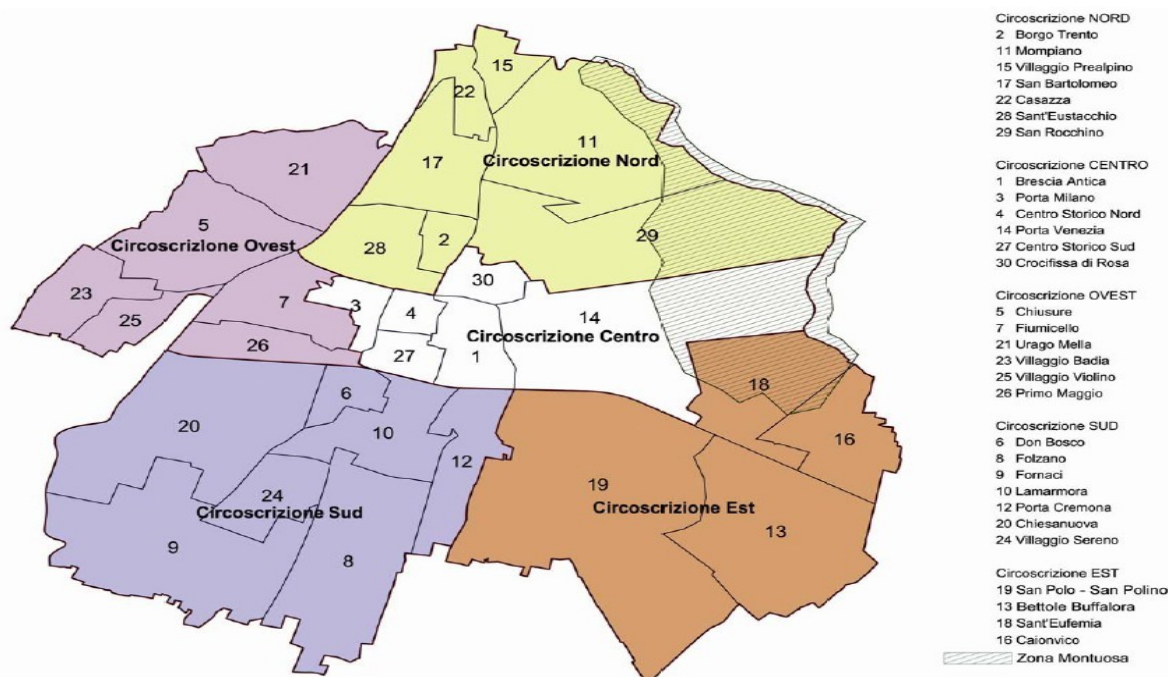 15
22
11
17
Circoscrizione Nord
21
5
Circoscrizione Ovest
28
2
29
30
23
25
7
3
4
14
Circoscrizione Centro
26
27
1
6
18
20
10
12
16
24
19
Circoscrizione Sud
Circoscrizione Est
9
8
13
Circoscrizione NORD
2 Borgo Trento
11 Mompiano
15 Villaggio Prealpino
17 San Bartolomeo
22 Casazza
28 Sant'Eustacchio
29 San Rocchino
Circoscrizione CENTRO
1 Brescia Antica
3 Porta Milano
4 Centro Storico Nord
14 Porta Venezia
27 Centro Storico Sud
30 Crocifissa di Rosa
Circoscrizione OVEST
5 Chiusure
7 Fiumicello
21 Urago Mella
23 Villaggio Badia
25 Villaggio Violino
26 Primo Maggio
Circoscrizione SUD
6 Don Bosco
8 Folzano
9 Fornaci
10 Lamarmora
12 Porta Cremona
20 Chiesanuova
24 Villaggio Sereno
Circoscrizione EST
19 San Polo - San Polino
13 Bettole Buffalora
18 Sant'Eufemia
16 Caionvico
Zona Montuosa